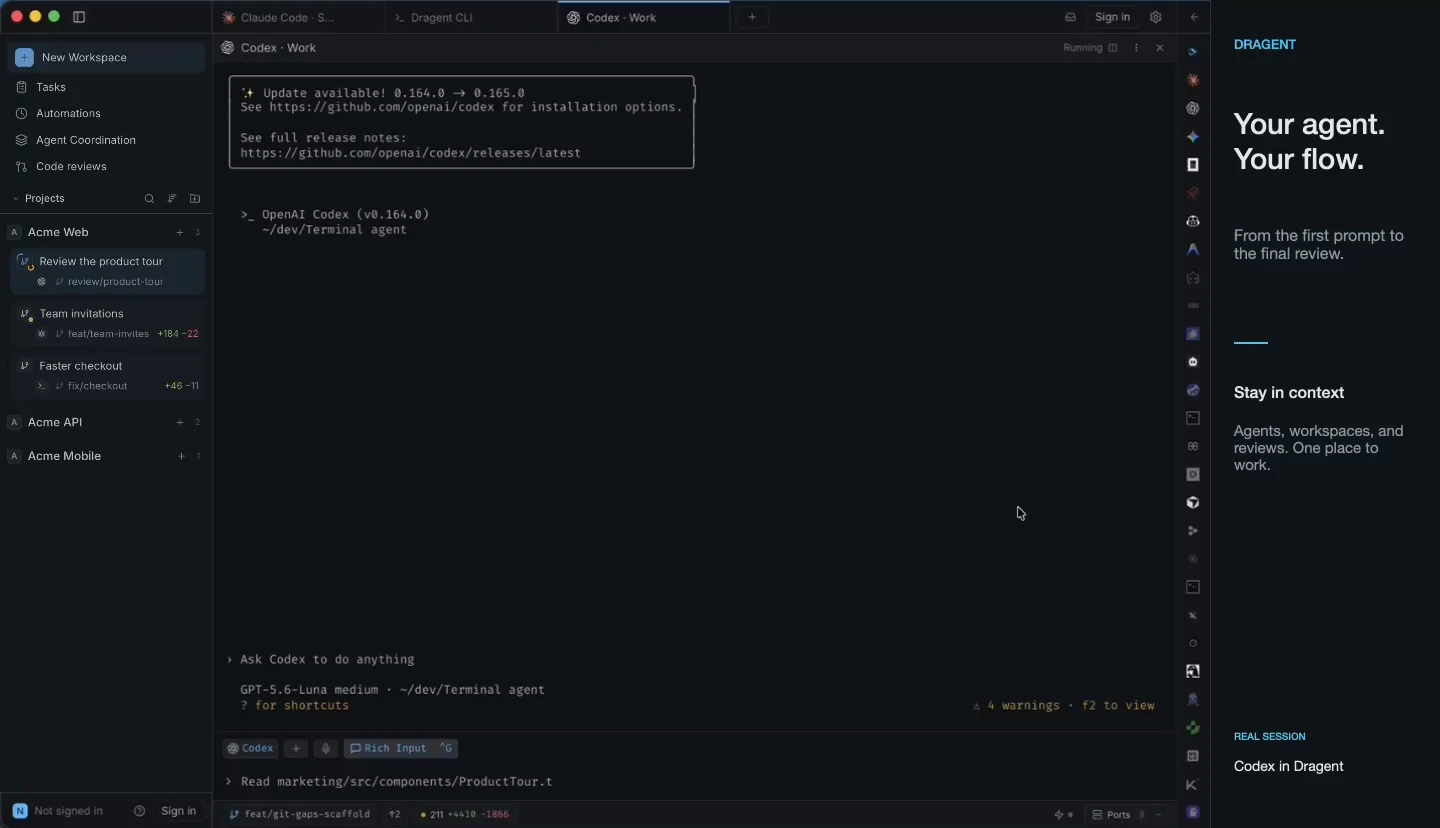 Claude Code · S...
Dragent CLI
Codex · Work
+
Sign in
New Workspace
Tasks
Automations
Agent Coordination
Code reviews
Projects
A Acme Web + 3
Review the product tour
review/product-tour
Team invitations
feat/team-invites +184 −22
Faster checkout
fix/checkout +46 −11
A Acme API + 2
A Acme Mobile + 1
N Not signed in
Sign in
Codex · Work
Running
✨ Update available! 0.164.0 -> 0.165.0
See https://github.com/openai/codex for installation options.
See full release notes:
https://github.com/openai/codex/releases/latest
>_ OpenAI Codex (v0.164.0)
~/dev/Terminal agent
› Ask Codex to do anything
GPT-5.6-Luna medium · ~/dev/Terminal agent
? for shortcuts
⚠ 4 warnings · f2 to view
Codex
+
Rich Input ^G
› Read marketing/src/components/ProductTour.t
feat/git-gaps-scaffold ↑2 ● 211 +4410 -1866
Ports
DRAGENT
Your agent.
Your flow.
From the first prompt to
the final review.
Stay in context
Agents, workspaces, and
reviews. One place to
work.
REAL SESSION
Codex in Dragent